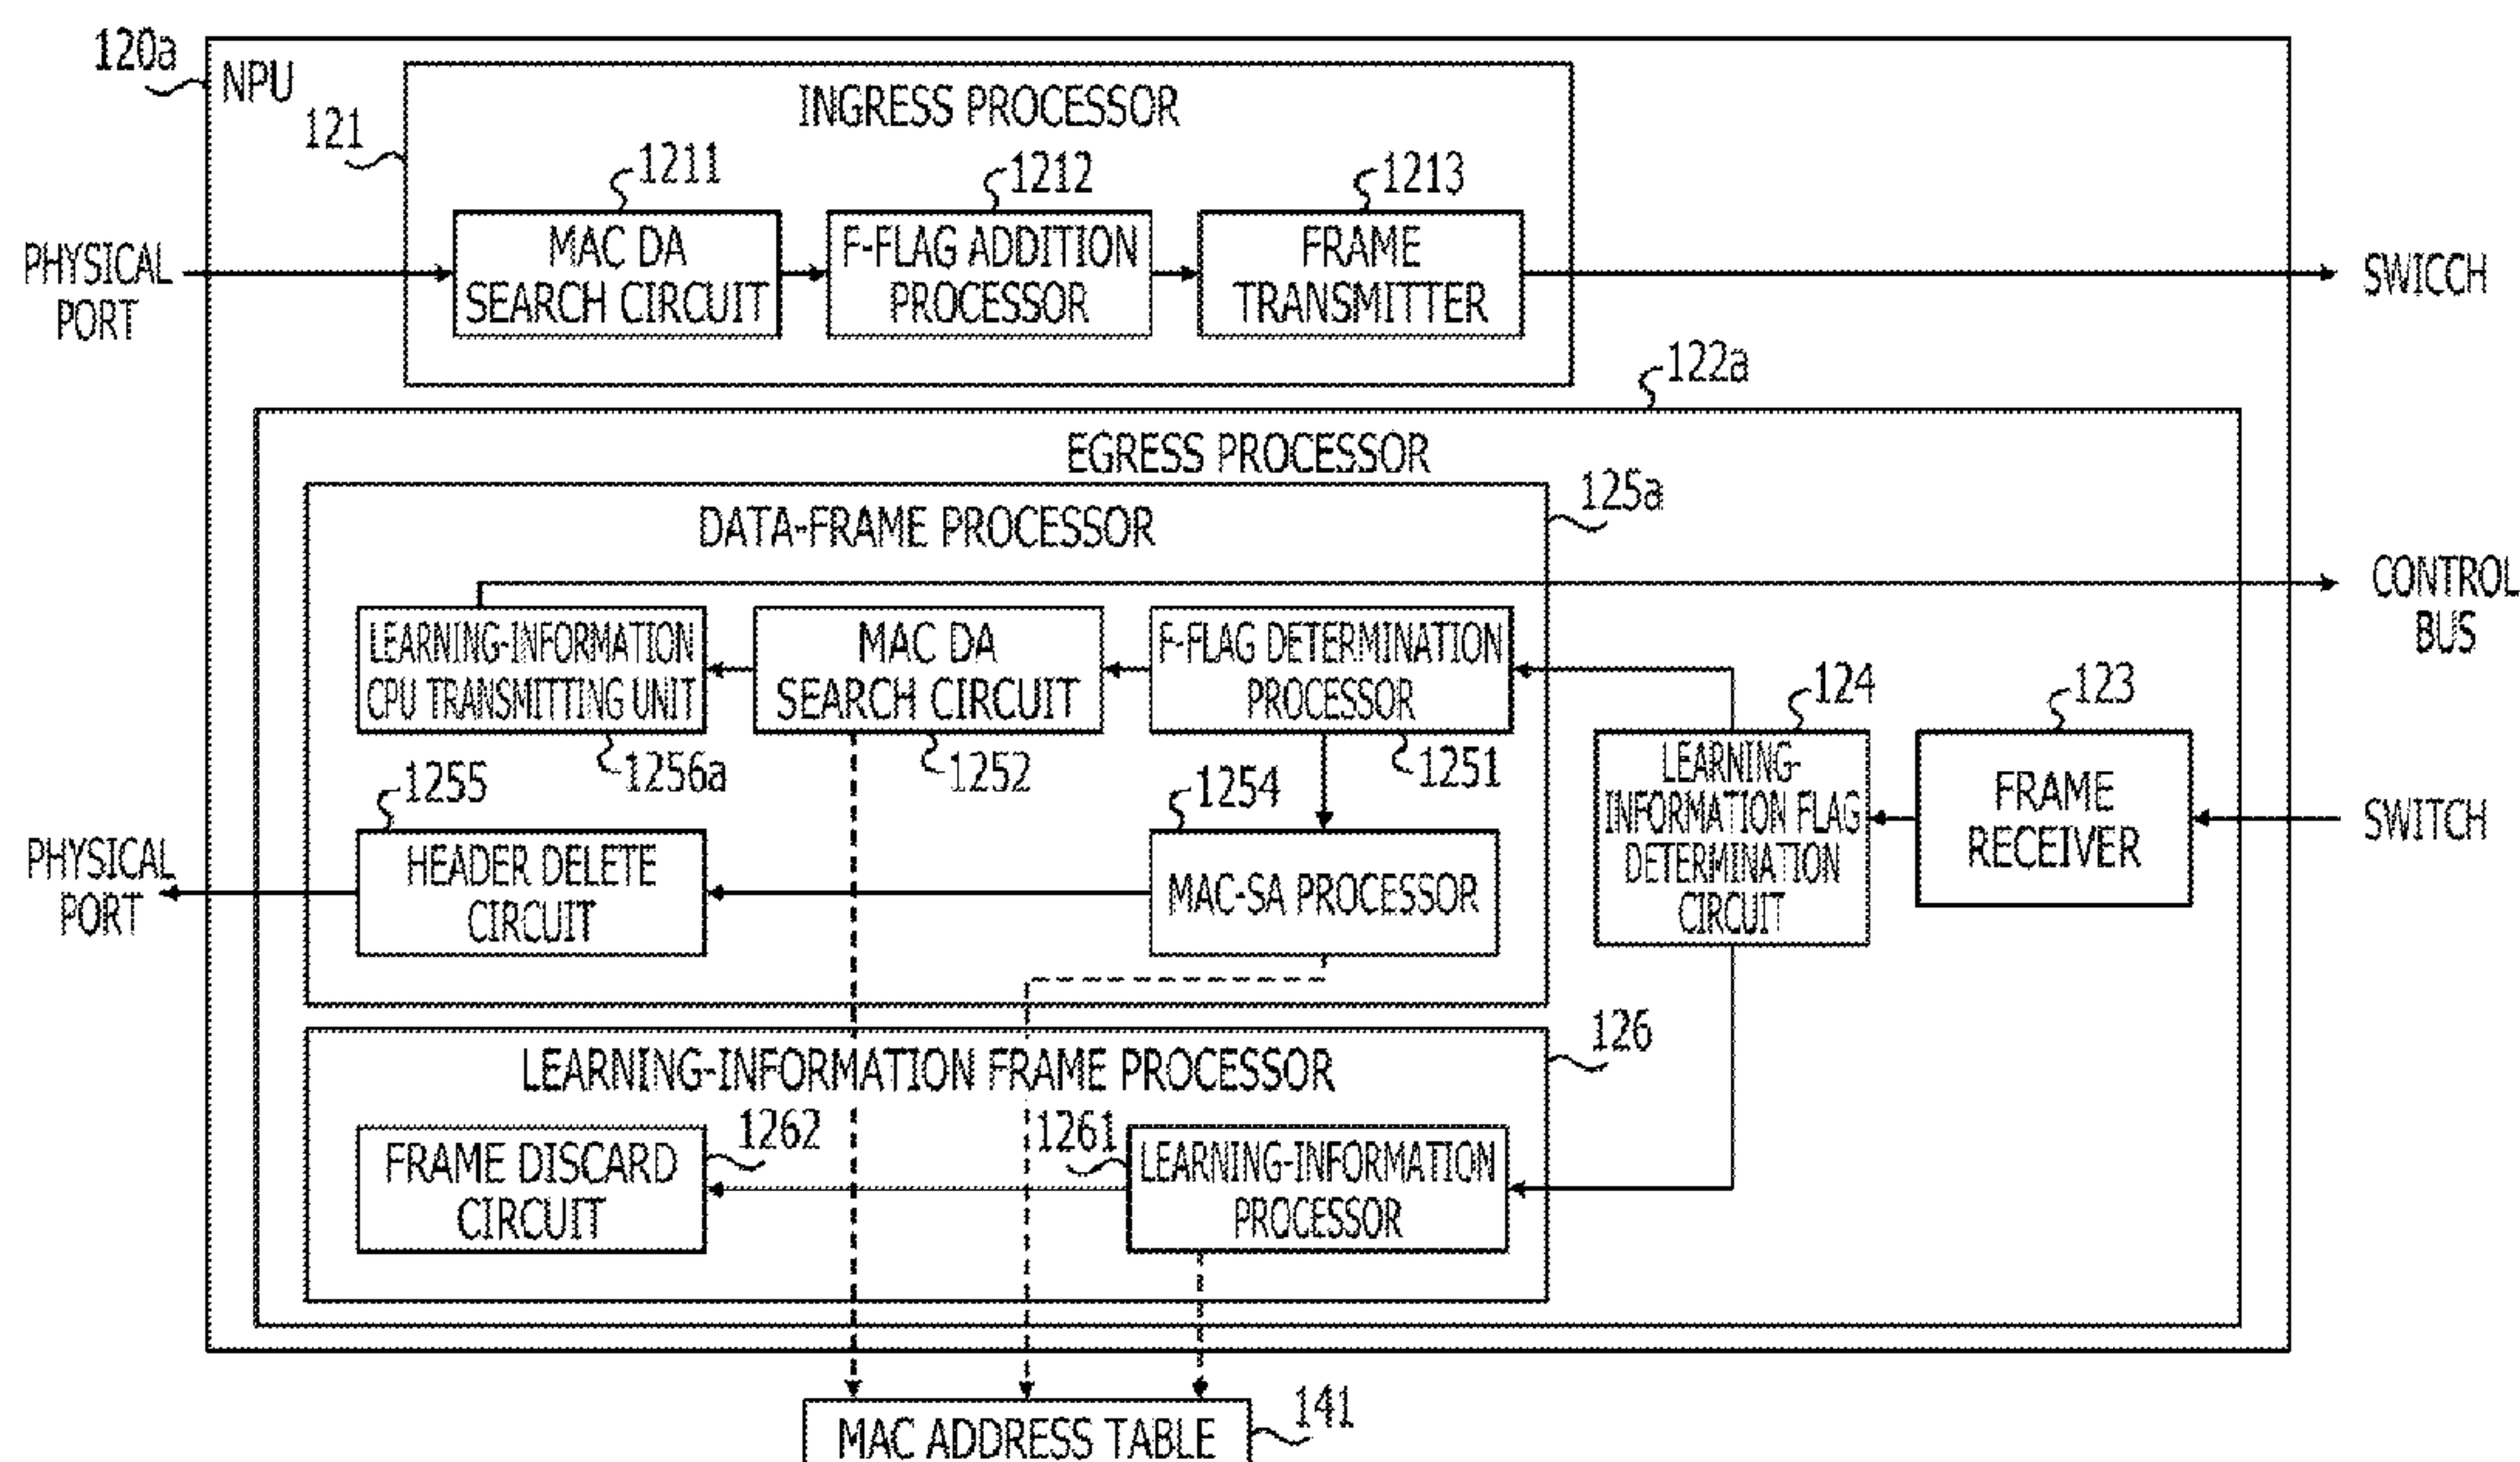 120a
NPU
INGRESS PROCESSOR
121
1211
1212
1213
PHYSICAL
PORT
MAC DA
SEARCH CIRCUIT
F-FLAG ADDITION
PROCESSOR
FRAME
TRANSMITTER
SWICCH
122a
EGRESS PROCESSOR
125a
DATA-FRAME PROCESSOR
CONTROL
BUS
LEARNING-INFORMATION
CPU TRANSMITTING UNIT
MAC DA
SEARCH CIRCUIT
F-FLAG DETERMINATION
PROCESSOR
124
123
1255
1256a
1252
1254
1251
LEARNING-
INFORMATION FLAG
DETERMINATION
CIRCUIT
FRAME
RECEIVER
SWITCH
PHYSICAL
PORT
HEADER DELETE
CIRCUIT
MAC-SA PROCESSOR
126
LEARNING-INFORMATION FRAME PROCESSOR
1262
1261
FRAME DISCARD
CIRCUIT
LEARNING-INFORMATION
PROCESSOR
141
MAC ADDRESS TABLE